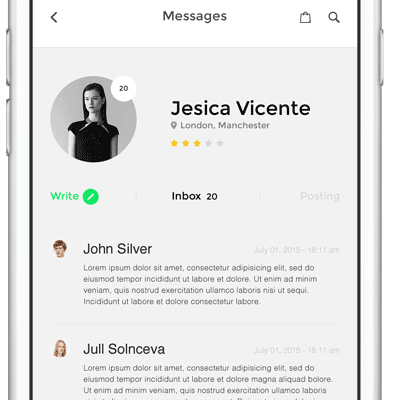 Messages
20
Jesica Vicente
London, Manchester
Write
Inbox 20
Posting
John Silver
July 01, 2015 - 18:11 am
Lorem ipsum dolor sit amet, consectetur adipisicing elit, sed do
eiusmod tempor incididunt ut labore et dolore. Ut enim ad minim
veniam, quis nostrud exercitation ullamco laboris nisi ut sequi.
Incididunt ut labore et dolore consectetur labore.
Jull Solnceva
July 01, 2015 - 18:11 am
Lorem ipsum dolor sit amet, consectetur adipisicing elit, sed do
eiusmod tempor incididunt ut labore et dolore magna aliquad bolore.
Ut enim ad minim veniam, quis nostrud exercitation ullamco laboris